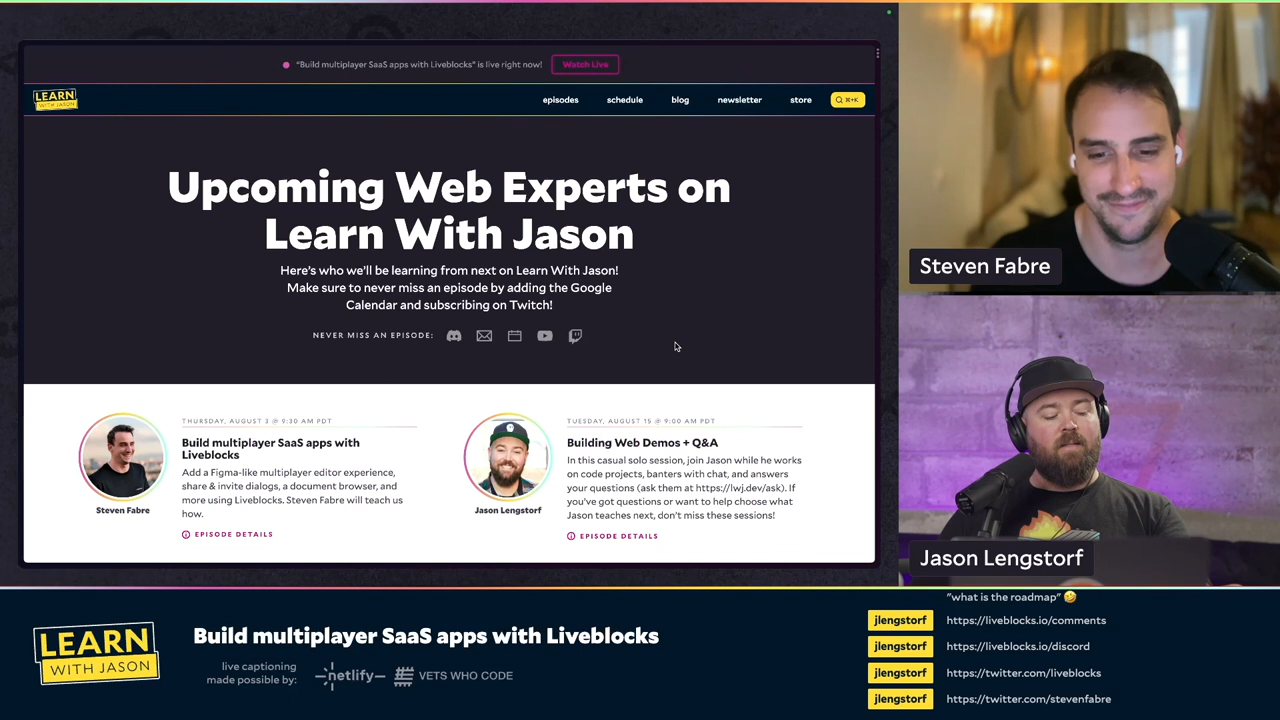 "Build multiplayer SaaS apps with Liveblocks" is live right now!
Watch Live
LEARN
WITH JASON
episodes
schedule
blog
newsletter
store
⌘+K
Upcoming Web Experts on
Learn With Jason
Here's who we'll be learning from next on Learn With Jason!
Make sure to never miss an episode by adding the Google
Calendar and subscribing on Twitch!
NEVER MISS AN EPISODE:
THURSDAY, AUGUST 3 @ 9:30 AM PDT
Build multiplayer SaaS apps with
Liveblocks
Add a Figma-like multiplayer editor experience,
share & invite dialogs, a document browser, and
more using Liveblocks. Steven Fabre will teach us
how.
Steven Fabre
EPISODE DETAILS
TUESDAY, AUGUST 15 @ 9:00 AM PDT
Building Web Demos + Q&A
In this casual solo session, join Jason while he works
on code projects, banters with chat, and answers
your questions (ask them at https://lwj.dev/ask). If
you've got questions or want to help choose what
Jason teaches next, don't miss these sessions!
Jason Lengstorf
EPISODE DETAILS
Steven Fabre
Jason Lengstorf
LEARN
WITH JASON
Build multiplayer SaaS apps with Liveblocks
live captioning
made possible by:
netlify
VETS WHO CODE
"what is the roadmap" 🤣
jlengstorf https://liveblocks.io/comments
jlengstorf https://liveblocks.io/discord
jlengstorf https://twitter.com/liveblocks
jlengstorf https://twitter.com/stevenfabre